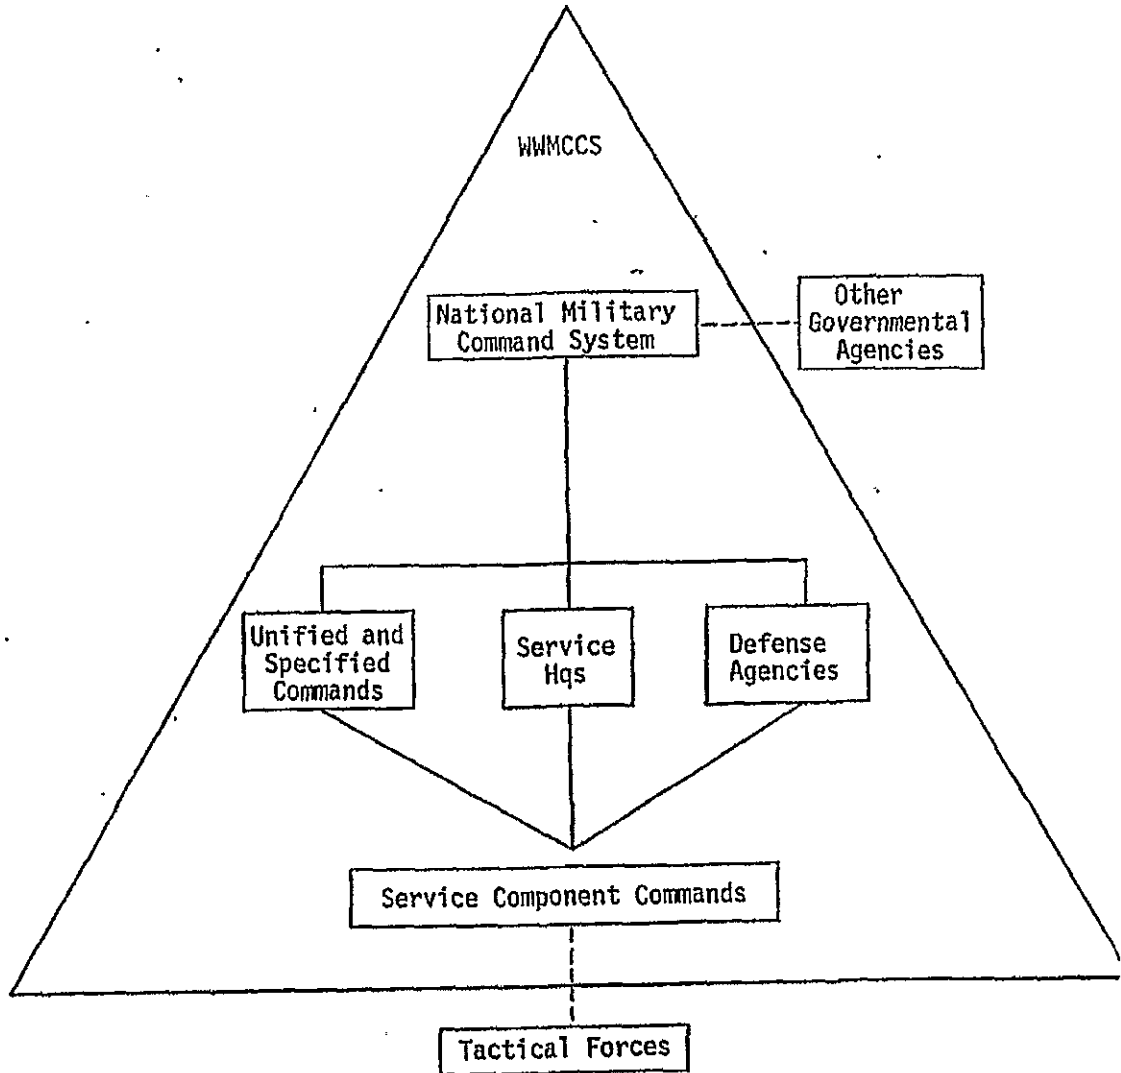 WWMCCS
National Military
Command System
Other
Governmental
Agencies
Unified and
Specified
Commands
Service
Hqs
Defense
Agencies
Service Component Commands
Tactical Forces